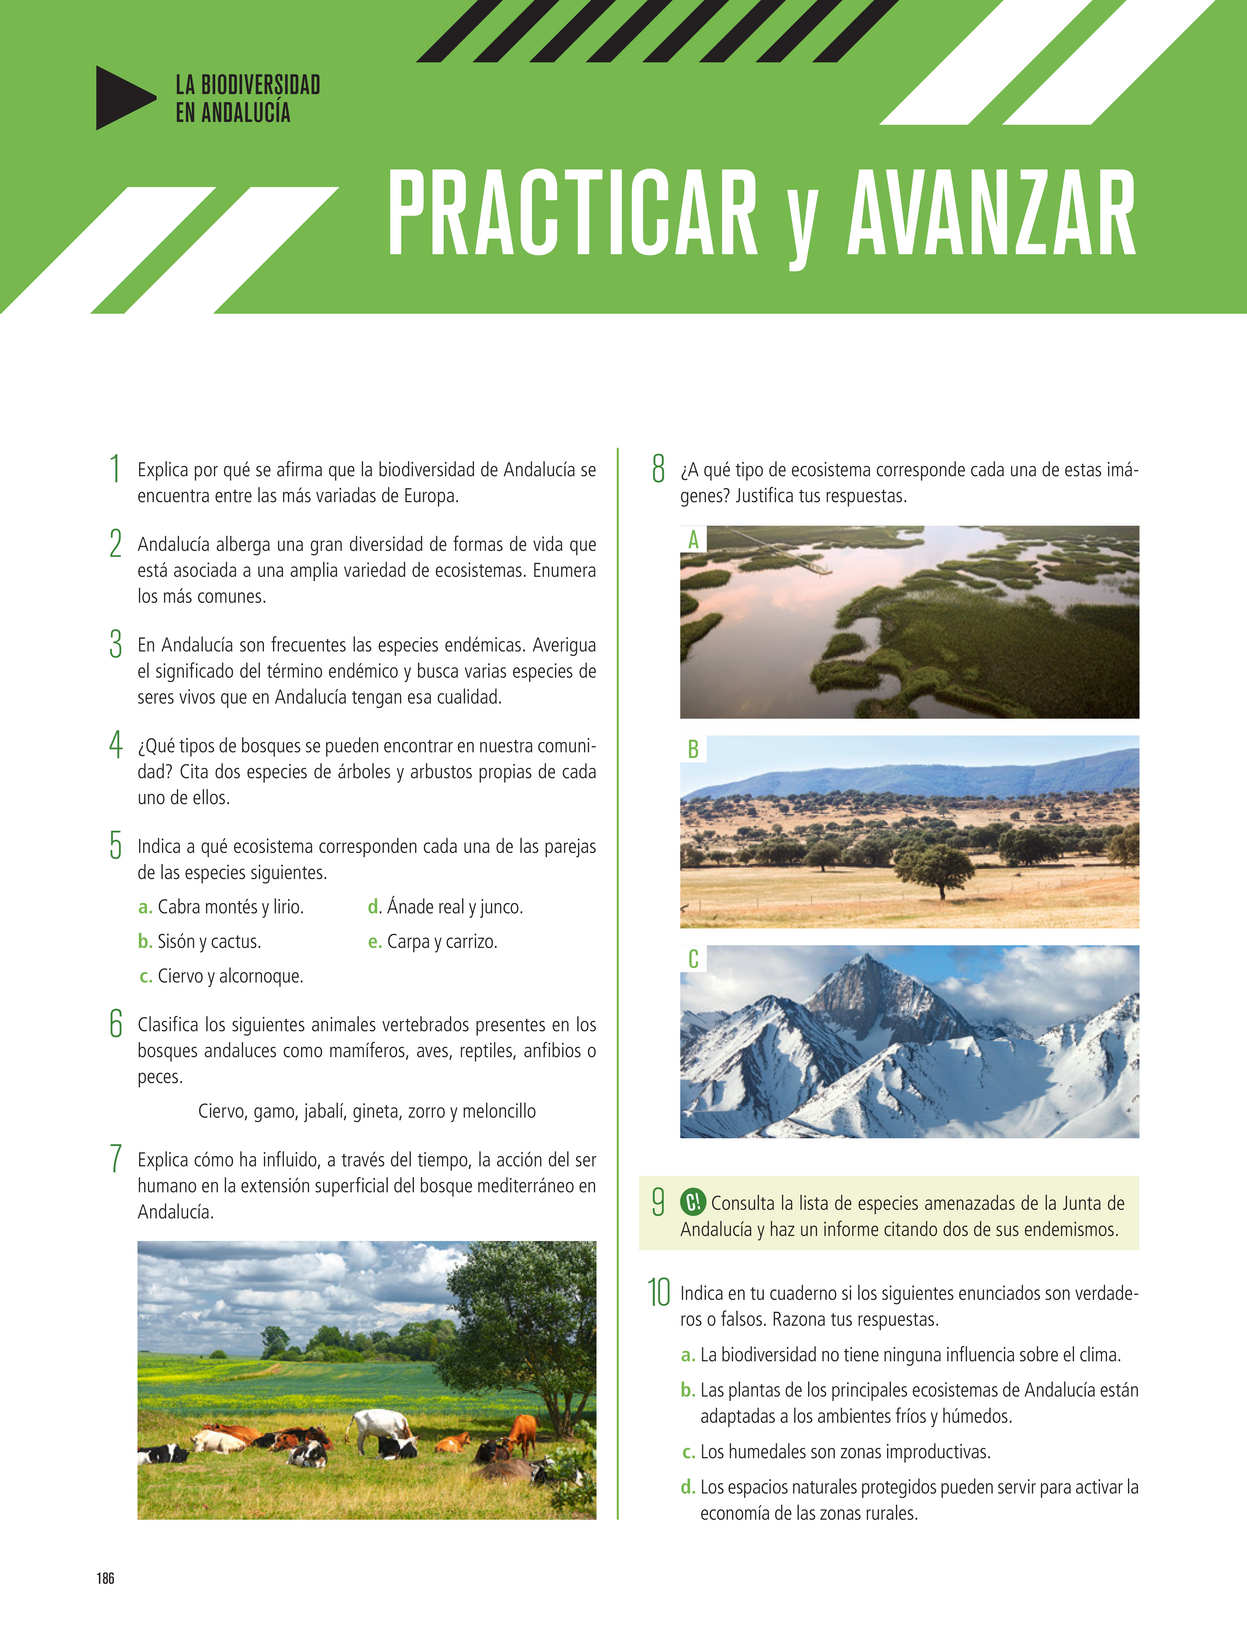 LA BIODIVERSIDAD
EN ANDALUCÍA
PRACTICAR y AVANZAR
1 Explica por qué se afirma que la biodiversidad de Andalucía se
encuentra entre las más variadas de Europa.
2 Andalucía alberga una gran diversidad de formas de vida que
está asociada a una amplia variedad de ecosistemas. Enumera
los más comunes.
3 En Andalucía son frecuentes las especies endémicas. Averigua
el significado del término endémico y busca varias especies de
seres vivos que en Andalucía tengan esa cualidad.
4 ¿Qué tipos de bosques se pueden encontrar en nuestra comuni-
dad? Cita dos especies de árboles y arbustos propias de cada
uno de ellos.
5 Indica a qué ecosistema corresponden cada una de las parejas
de las especies siguientes.
a. Cabra montés y lirio.
b. Sisón y cactus.
c. Ciervo y alcornoque.
d. Ánade real y junco.
e. Carpa y carrizo.
6 Clasifica los siguientes animales vertebrados presentes en los
bosques andaluces como mamíferos, aves, reptiles, anfibios o
peces.
Ciervo, gamo, jabalí, gineta, zorro y meloncillo
7 Explica cómo ha influido, a través del tiempo, la acción del ser
humano en la extensión superficial del bosque mediterráneo en
Andalucía.
8 ¿A qué tipo de ecosistema corresponde cada una de estas imá-
genes? Justifica tus respuestas.
A
B
C
9 C! Consulta la lista de especies amenazadas de la Junta de
Andalucía y haz un informe citando dos de sus endemismos.
10 Indica en tu cuaderno si los siguientes enunciados son verdade-
ros o falsos. Razona tus respuestas.
a. La biodiversidad no tiene ninguna influencia sobre el clima.
b. Las plantas de los principales ecosistemas de Andalucía están
adaptadas a los ambientes fríos y húmedos.
c. Los humedales son zonas improductivas.
d. Los espacios naturales protegidos pueden servir para activar la
economía de las zonas rurales.
186